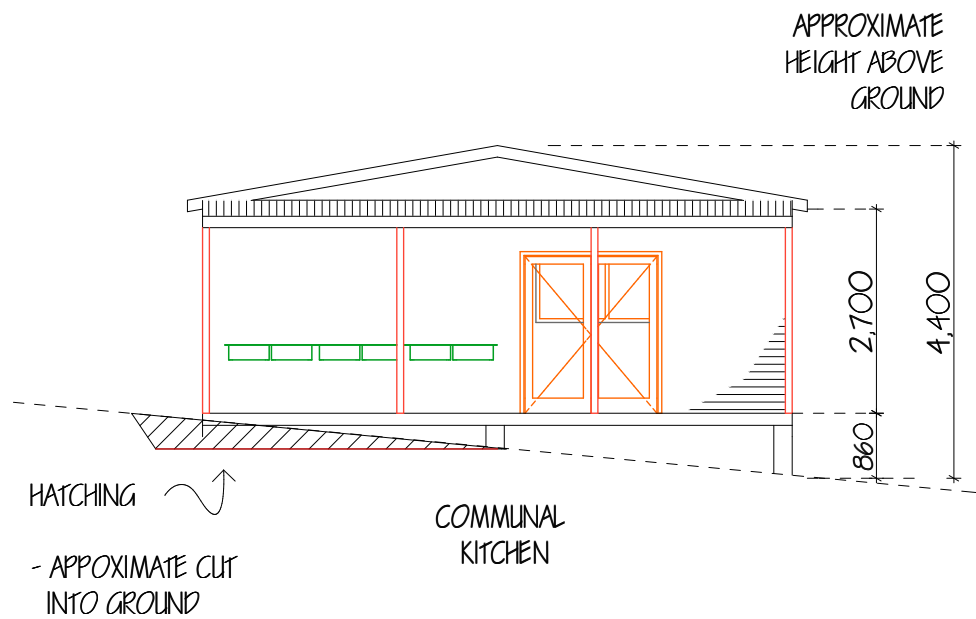 APPROXIMATE
HEIGHT ABOVE
GROUND
2,700
4,400
860
HATCHING
- APPOXIMATE CUT
INTO GROUND
COMMUNAL
KITCHEN